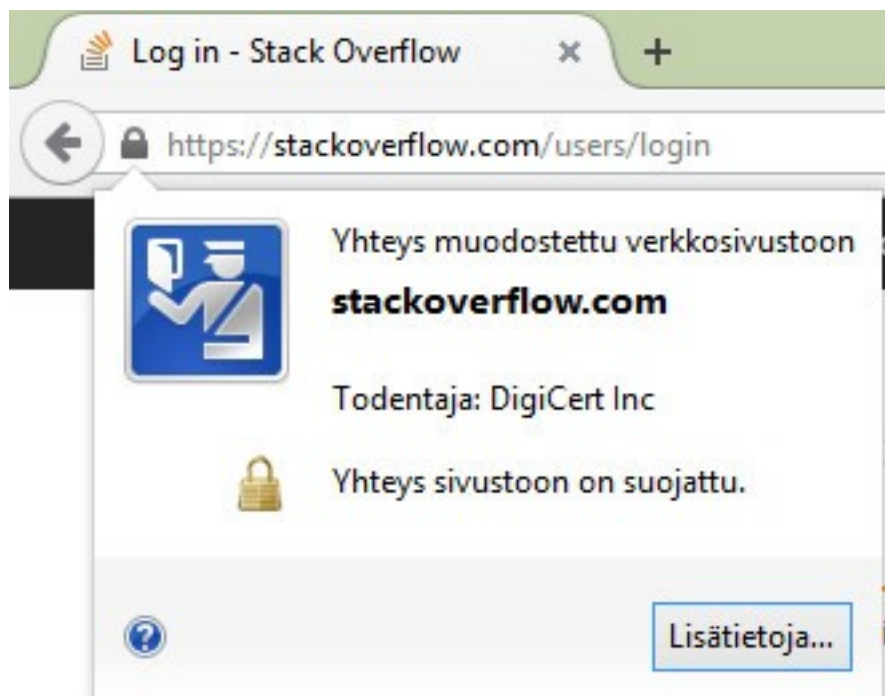 Log in - Stack Overflow
https://stackoverflow.com/users/login
Yhteys muodostettu verkkosivustoon
stackoverflow.com
Todentaja: DigiCert Inc
Yhteys sivustoon on suojattu.
Lisätietoja...